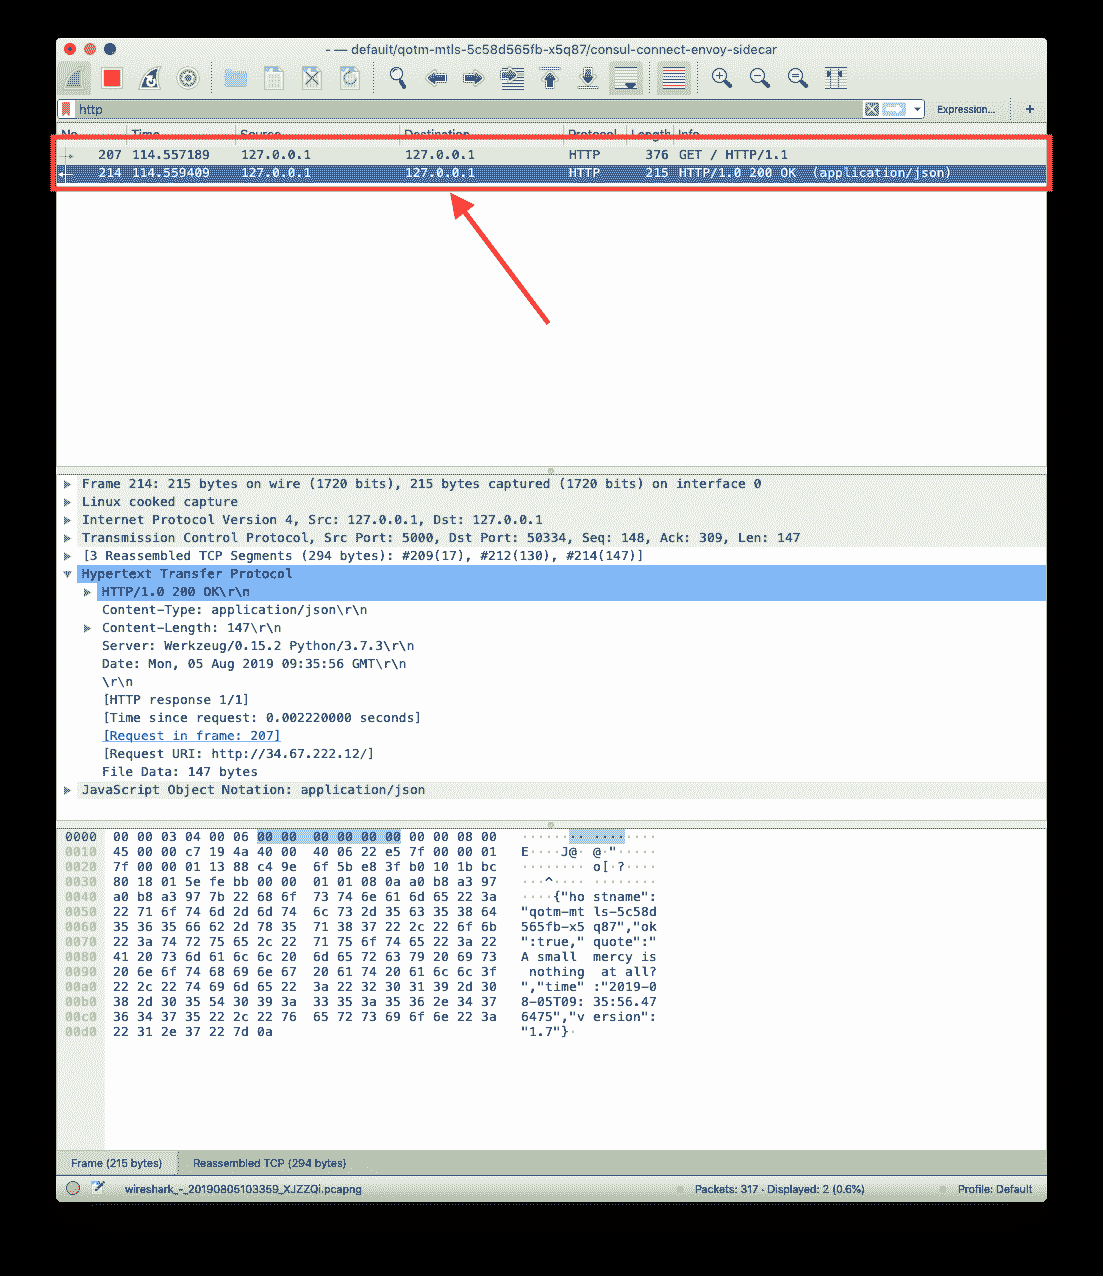 - — default/qotm-mtls-5c58d565fb-x5q87/consul-connect-envoy-sidecar
http Expression... +
No. Time Source Destination Protocol Length Info
207 114.557189 127.0.0.1 127.0.0.1 HTTP 376 GET / HTTP/1.1
214 114.559409 127.0.0.1 127.0.0.1 HTTP 215 HTTP/1.0 200 OK (application/json)
Frame 214: 215 bytes on wire (1720 bits), 215 bytes captured (1720 bits) on interface 0
Linux cooked capture
Internet Protocol Version 4, Src: 127.0.0.1, Dst: 127.0.0.1
Transmission Control Protocol, Src Port: 5000, Dst Port: 50334, Seq: 148, Ack: 309, Len: 147
[3 Reassembled TCP Segments (294 bytes): #209(17), #212(130), #214(147)]
Hypertext Transfer Protocol
HTTP/1.0 200 OK\r\n
Content-Type: application/json\r\n
Content-Length: 147\r\n
Server: Werkzeug/0.15.2 Python/3.7.3\r\n
Date: Mon, 05 Aug 2019 09:35:56 GMT\r\n
\r\n
[HTTP response 1/1]
[Time since request: 0.002220000 seconds]
[Request in frame: 207]
[Request URI: http://34.67.222.12/]
File Data: 147 bytes
JavaScript Object Notation: application/json
0000 00 00 03 04 00 06 00 00 00 00 00 00 00 00 08 00 ········ ········
0010 45 00 00 c7 19 4a 40 00 40 06 22 e5 7f 00 00 01 E····J@· @·"·····
0020 7f 00 00 01 13 88 c4 9e 6f 5b e8 3f b0 10 1b bc ········ o[·?····
0030 80 18 01 5e fe bb 00 00 01 01 08 0a a0 b8 a3 97 ···^···· ········
0040 a0 b8 a3 97 7b 22 68 6f 73 74 6e 61 6d 65 22 3a ····{"ho stname":
0050 22 71 6f 74 6d 2d 6d 74 6c 73 2d 35 63 35 38 64 "qotm-mt ls-5c58d
0060 35 36 35 66 62 2d 78 35 71 38 37 22 2c 22 6f 6b 565fb-x5 q87","ok
0070 22 3a 74 72 75 65 2c 22 71 75 6f 74 65 22 3a 22 ":true," quote":"
0080 41 20 73 6d 61 6c 6c 20 6d 65 72 63 79 20 69 73 A small mercy is
0090 20 6e 6f 74 68 69 6e 67 20 61 74 20 61 6c 6c 3f nothing at all?
00a0 22 2c 22 74 69 6d 65 22 3a 22 32 30 31 39 2d 30 ","time" :"2019-0
00b0 38 2d 30 35 54 30 39 3a 33 35 3a 35 36 2e 34 37 8-05T09: 35:56.47
00c0 36 34 37 35 22 2c 22 76 65 72 73 69 6f 6e 22 3a 6475","v ersion":
00d0 22 31 2e 37 22 7d 0a "1.7"}·
Frame (215 bytes) Reassembled TCP (294 bytes)
wireshark_-_20190805103359_XJZZQi.pcapng Packets: 317 · Displayed: 2 (0.6%) Profile: Default